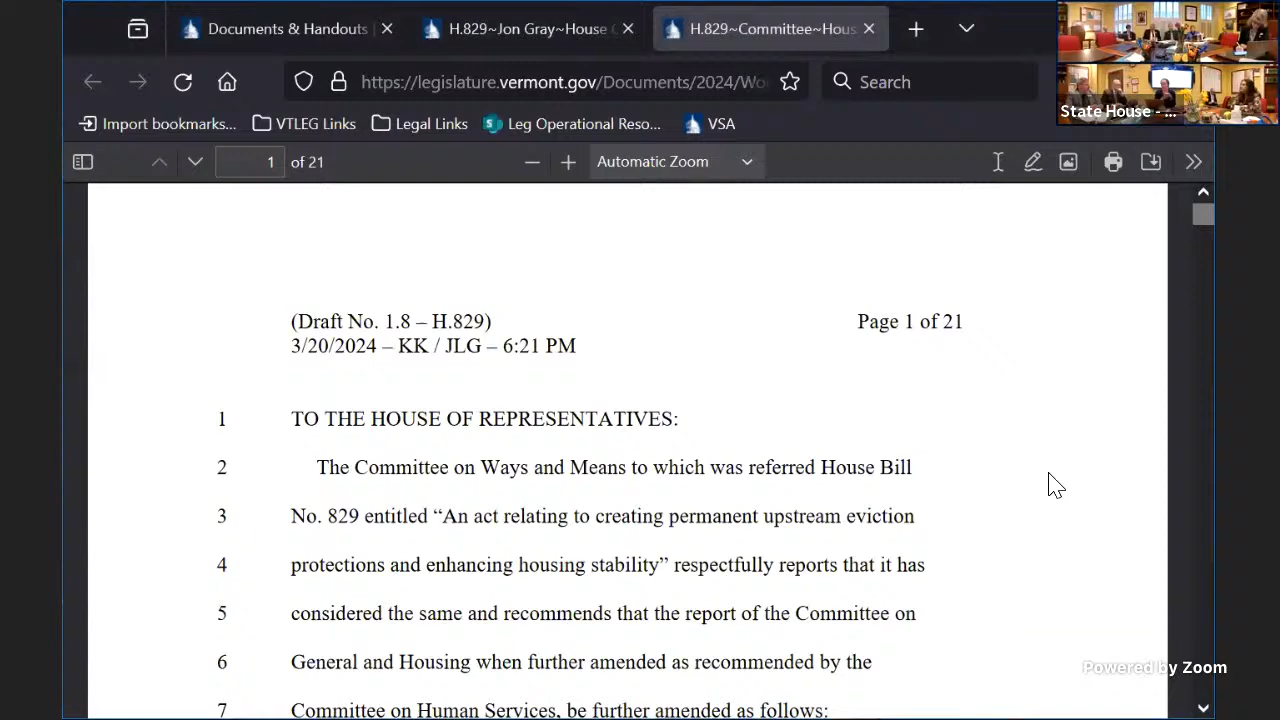 Documents & Handouts
H.829~Jon Gray~House
H.829~Committee~Hous
https://legislature.vermont.gov/Documents/2024/Wo
Search
Import bookmarks...
VTLEG Links
Legal Links
Leg Operational Reso...
VSA
State House - ...
1 of 21
Automatic Zoom
(Draft No. 1.8 – H.829)
Page 1 of 21
3/20/2024 – KK / JLG – 6:21 PM
1 TO THE HOUSE OF REPRESENTATIVES:
2 The Committee on Ways and Means to which was referred House Bill
3 No. 829 entitled “An act relating to creating permanent upstream eviction
4 protections and enhancing housing stability” respectfully reports that it has
5 considered the same and recommends that the report of the Committee on
6 General and Housing when further amended as recommended by the
7 Committee on Human Services, be further amended as follows:
Powered by Zoom